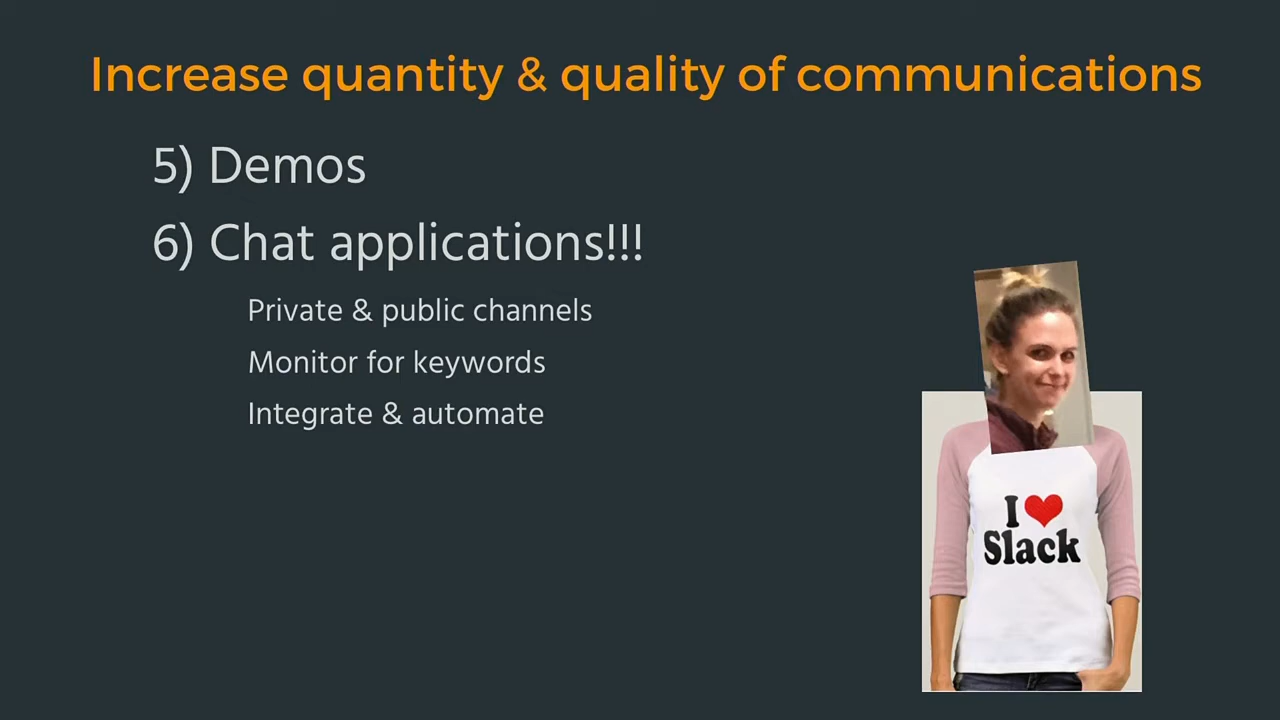 Increase quantity & quality of communications
5) Demos
6) Chat applications!!!
Private & public channels
Monitor for keywords
Integrate & automate
I ❤
Slack